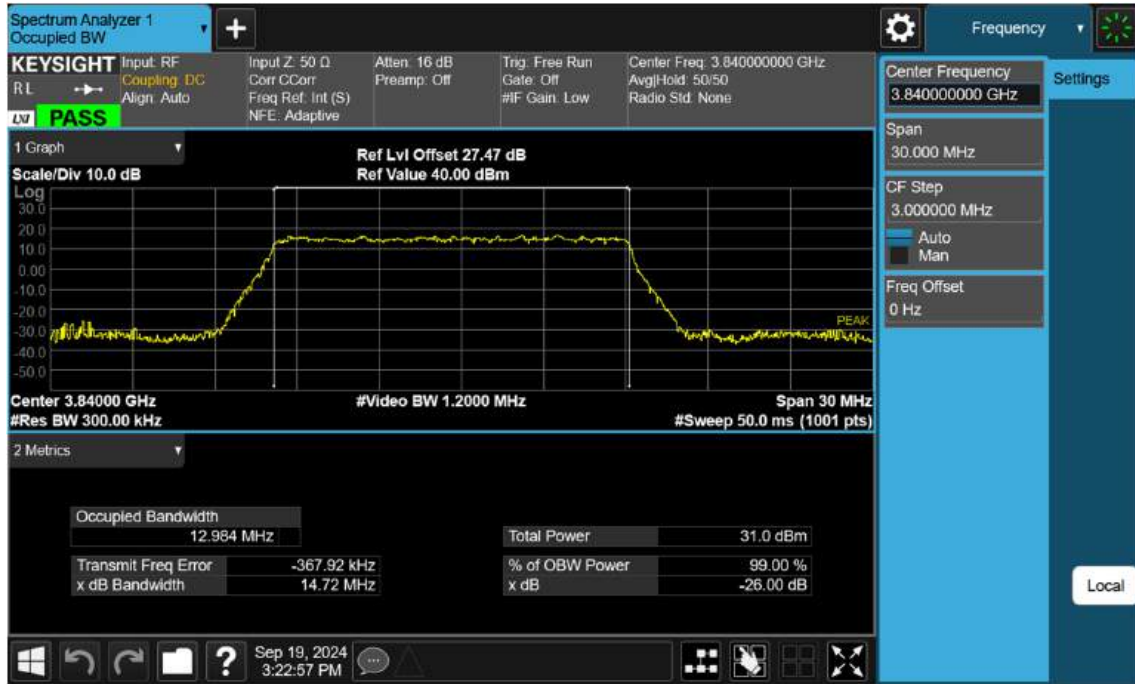 Spectrum Analyzer 1
Occupied BW
Frequency
KEYSIGHT
RL
LXI PASS
Input: RF
Coupling: DC
Align: Auto
Input Z: 50 Ω
Corr CCorr
Freq Ref: Int (S)
NFE: Adaptive
Atten: 16 dB
Preamp: Off
Trig: Free Run
Gate: Off
#IF Gain: Low
Center Freq: 3.840000000 GHz
Avg|Hold: 50/50
Radio Std: None
1 Graph
Scale/Div 10.0 dB
Ref Lvl Offset 27.47 dB
Ref Value 40.00 dBm
Log
30.0
20.0
10.0
0.00
-10.0
-20.0
-30.0
-40.0
-50.0
PEAK
Center 3.84000 GHz
#Res BW 300.00 kHz
#Video BW 1.2000 MHz
Span 30 MHz
#Sweep 50.0 ms (1001 pts)
2 Metrics
Occupied Bandwidth
12.984 MHz
Total Power 31.0 dBm
Transmit Freq Error -367.92 kHz
% of OBW Power 99.00 %
x dB Bandwidth 14.72 MHz
x dB -26.00 dB
Center Frequency
3.840000000 GHz
Settings
Span
30.000 MHz
CF Step
3.000000 MHz
Auto
Man
Freq Offset
0 Hz
Local
?
Sep 19, 2024
3:22:57 PM